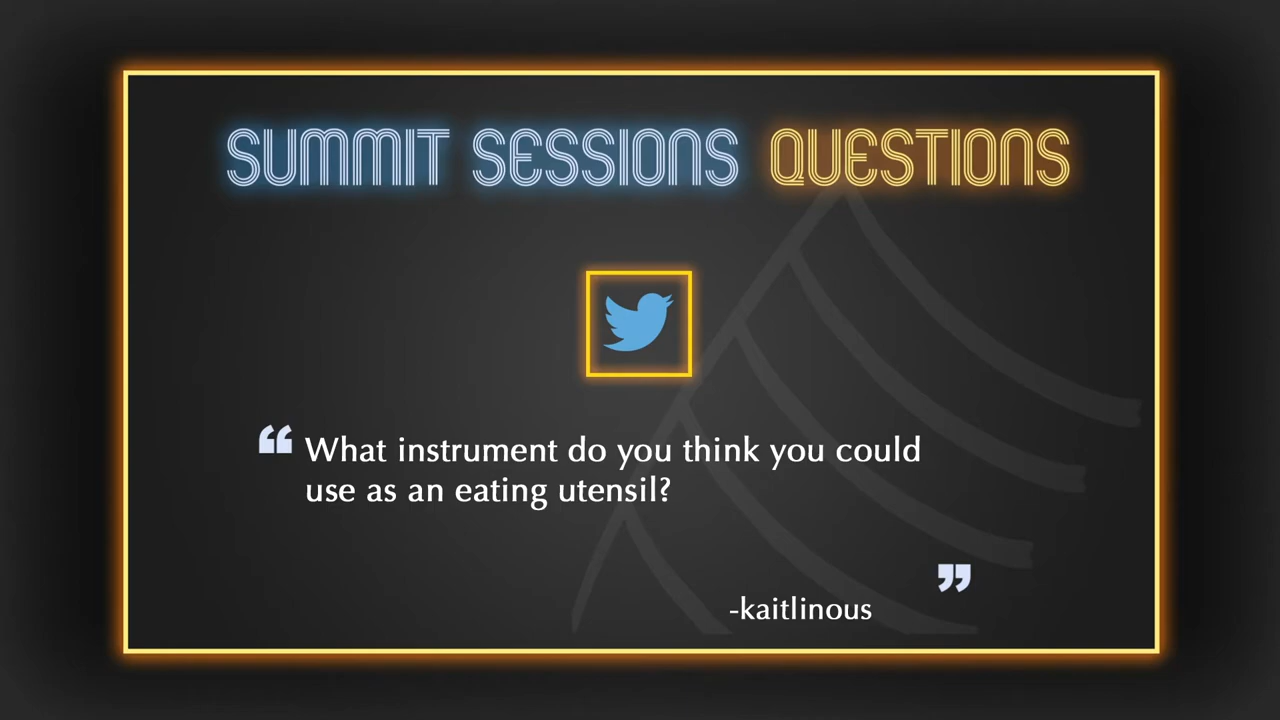 SUMMIT SESSIONS QUESTIONS
“ What instrument do you think you could
use as an eating utensil?
”
-kaitlinous